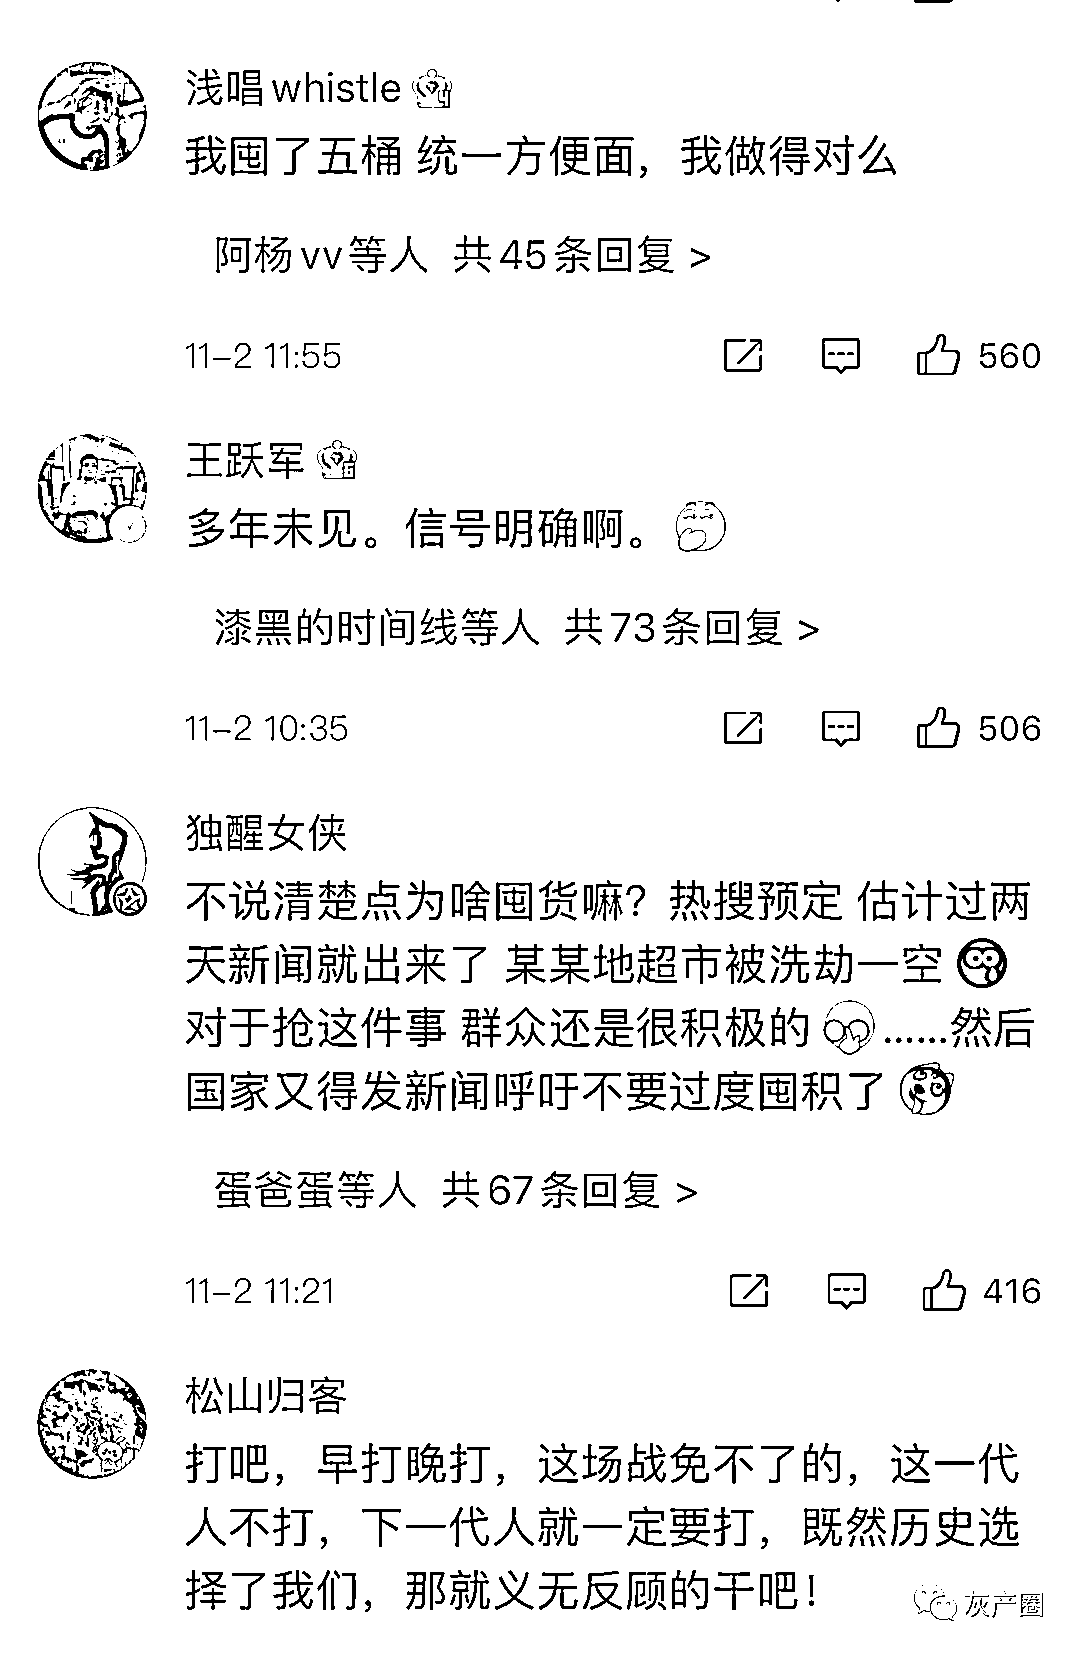 浅唱whistle
我囤了五桶 统一方便面，我做得对么
阿杨vv等人 共45条回复 >
11-2 11:55
560
王跃军
多年未见。信号明确啊。
漆黑的时间线等人 共73条回复 >
11-2 10:35
506
独醒女侠
不说清楚点为啥囤货嘛？热搜预定 估计过两
天新闻就出来了 某某地超市被洗劫一空
对于抢这件事 群众还是很积极的 ......然后
国家又得发新闻呼吁不要过度囤积了
蛋爸蛋等人 共67条回复 >
11-2 11:21
416
松山归客
打吧，早打晚打，这场战免不了的，这一代
人不打，下一代人就一定要打，既然历史选
择了我们，那就义无反顾的干吧！
灰产圈